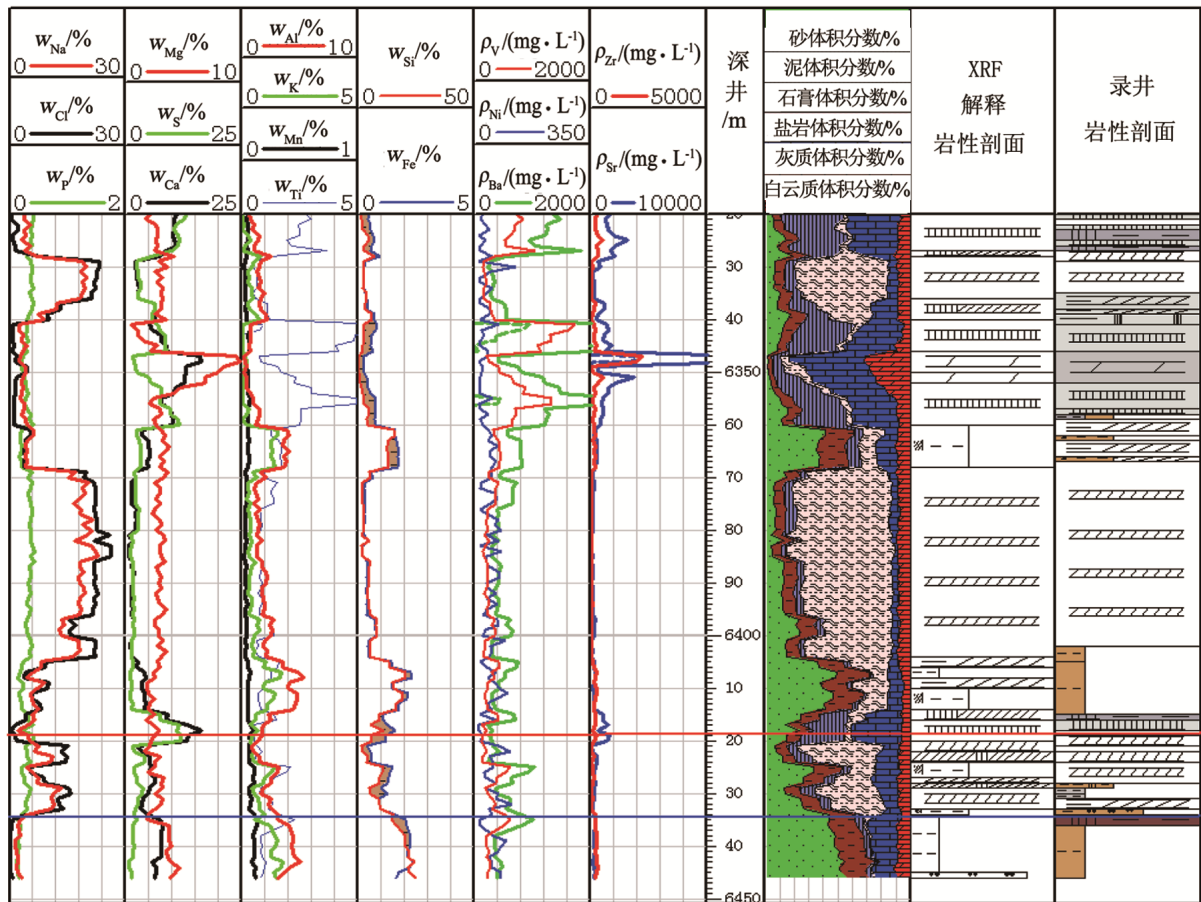 w_Na/%
0 30
w_Cl/%
0 30
w_P/%
0 2
w_Mg/%
0 10
w_S/%
0 25
w_Ca/%
0 25
w_Al/%
0 10
w_K/%
0 5
w_Mn/%
0 1
w_Ti/%
0 5
w_Si/%
0 50
w_Fe/%
0 5
ρ_V/(mg·L⁻¹)
0 2000
ρ_Ni/(mg·L⁻¹)
0 350
ρ_Ba/(mg·L⁻¹)
0 2000
ρ_Zr/(mg·L⁻¹)
0 5000
ρ_Sr/(mg·L⁻¹)
0 10000
深
井
/m
砂体积分数/%
泥体积分数/%
石膏体积分数/%
盐岩体积分数/%
灰质体积分数/%
白云质体积分数/%
XRF
解释
岩性剖面
录井
岩性剖面
20
30
40
6350
60
70
80
90
6400
10
20
30
40
6450